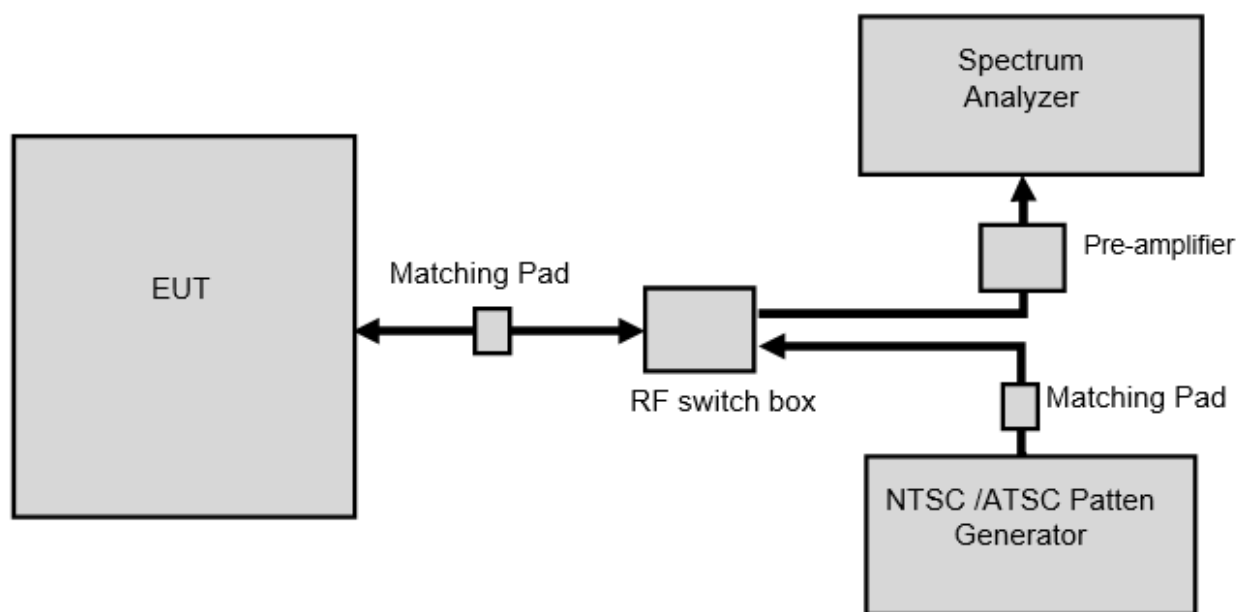 Spectrum
Analyzer
Pre-amplifier
EUT
Matching Pad
RF switch box
Matching Pad
NTSC /ATSC Patten
Generator